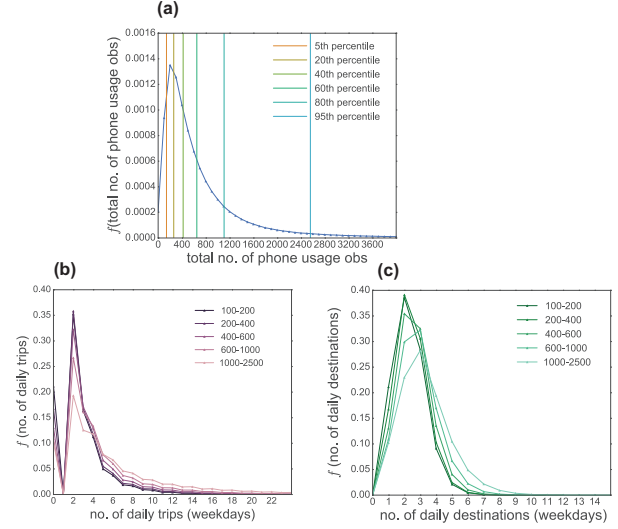 (a)
0.0016
0.0014
0.0012
0.0010
0.0008
0.0006
0.0004
0.0002
0.0000
f(total no. of phone usage obs)
5th percentile
20th percentile
40th percentile
60th percentile
80th percentile
95th percentile
0 400 800 1200 1600 2000 2400 2800 3200 3600
total no. of phone usage obs
(b)
0.40
0.35
0.30
0.25
0.20
0.15
0.10
0.05
0.00
f (no. of daily trips)
100-200
200-400
400-600
600-1000
1000-2500
0 2 4 6 8 10 12 14 16 18 20 22
no. of daily trips (weekdays)
(c)
0.40
0.35
0.30
0.25
0.20
0.15
0.10
0.05
0.00
f (no. of daily destinations)
100-200
200-400
400-600
600-1000
1000-2500
0 1 2 3 4 5 6 7 8 9 10 12 14
no. of daily destinations (weekdays)